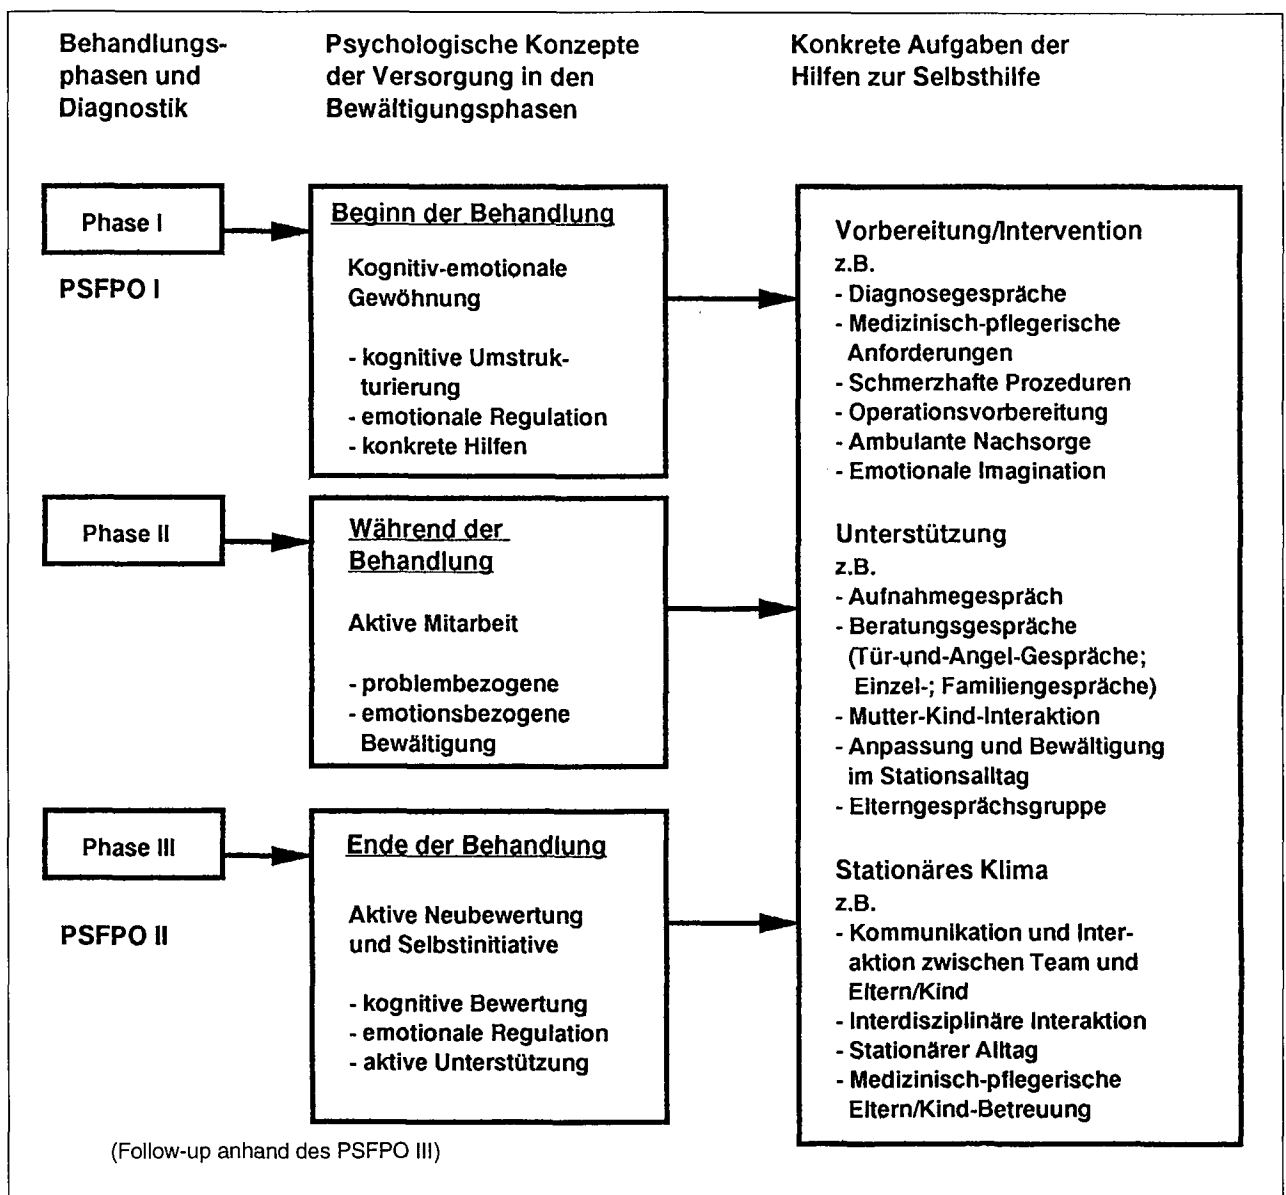 Behandlungs-
phasen und
Diagnostik
Psychologische Konzepte
der Versorgung in den
Bewältigungsphasen
Konkrete Aufgaben der
Hilfen zur Selbsthilfe
Phase I
PSFPO I
Beginn der Behandlung
Kognitiv-emotionale
Gewöhnung
- kognitive Umstruk-
turierung
- emotionale Regulation
- konkrete Hilfen
Phase II
Während der
Behandlung
Aktive Mitarbeit
- problembezogene
- emotionsbezogene
Bewältigung
Phase III
PSFPO II
Ende der Behandlung
Aktive Neubewertung
und Selbstinitiative
- kognitive Bewertung
- emotionale Regulation
- aktive Unterstützung
Vorbereitung/Intervention
z.B.
- Diagnosegespräche
- Medizinisch-pflegerische
Anforderungen
- Schmerzhafte Prozeduren
- Operationsvorbereitung
- Ambulante Nachsorge
- Emotionale Imagination
Unterstützung
z.B.
- Aufnahmegespräch
- Beratungsgespräche
(Tür-und-Angel-Gespräche;
Einzel-; Familiengespräche)
- Mutter-Kind-Interaktion
- Anpassung und Bewältigung
im Stationsalltag
- Elterngesprächsgruppe
Stationäres Klima
z.B.
- Kommunikation und Inter-
aktion zwischen Team und
Eltern/Kind
- Interdisziplinäre Interaktion
- Stationärer Alltag
- Medizinisch-pflegerische
Eltern/Kind-Betreuung
(Follow-up anhand des PSFPO III)